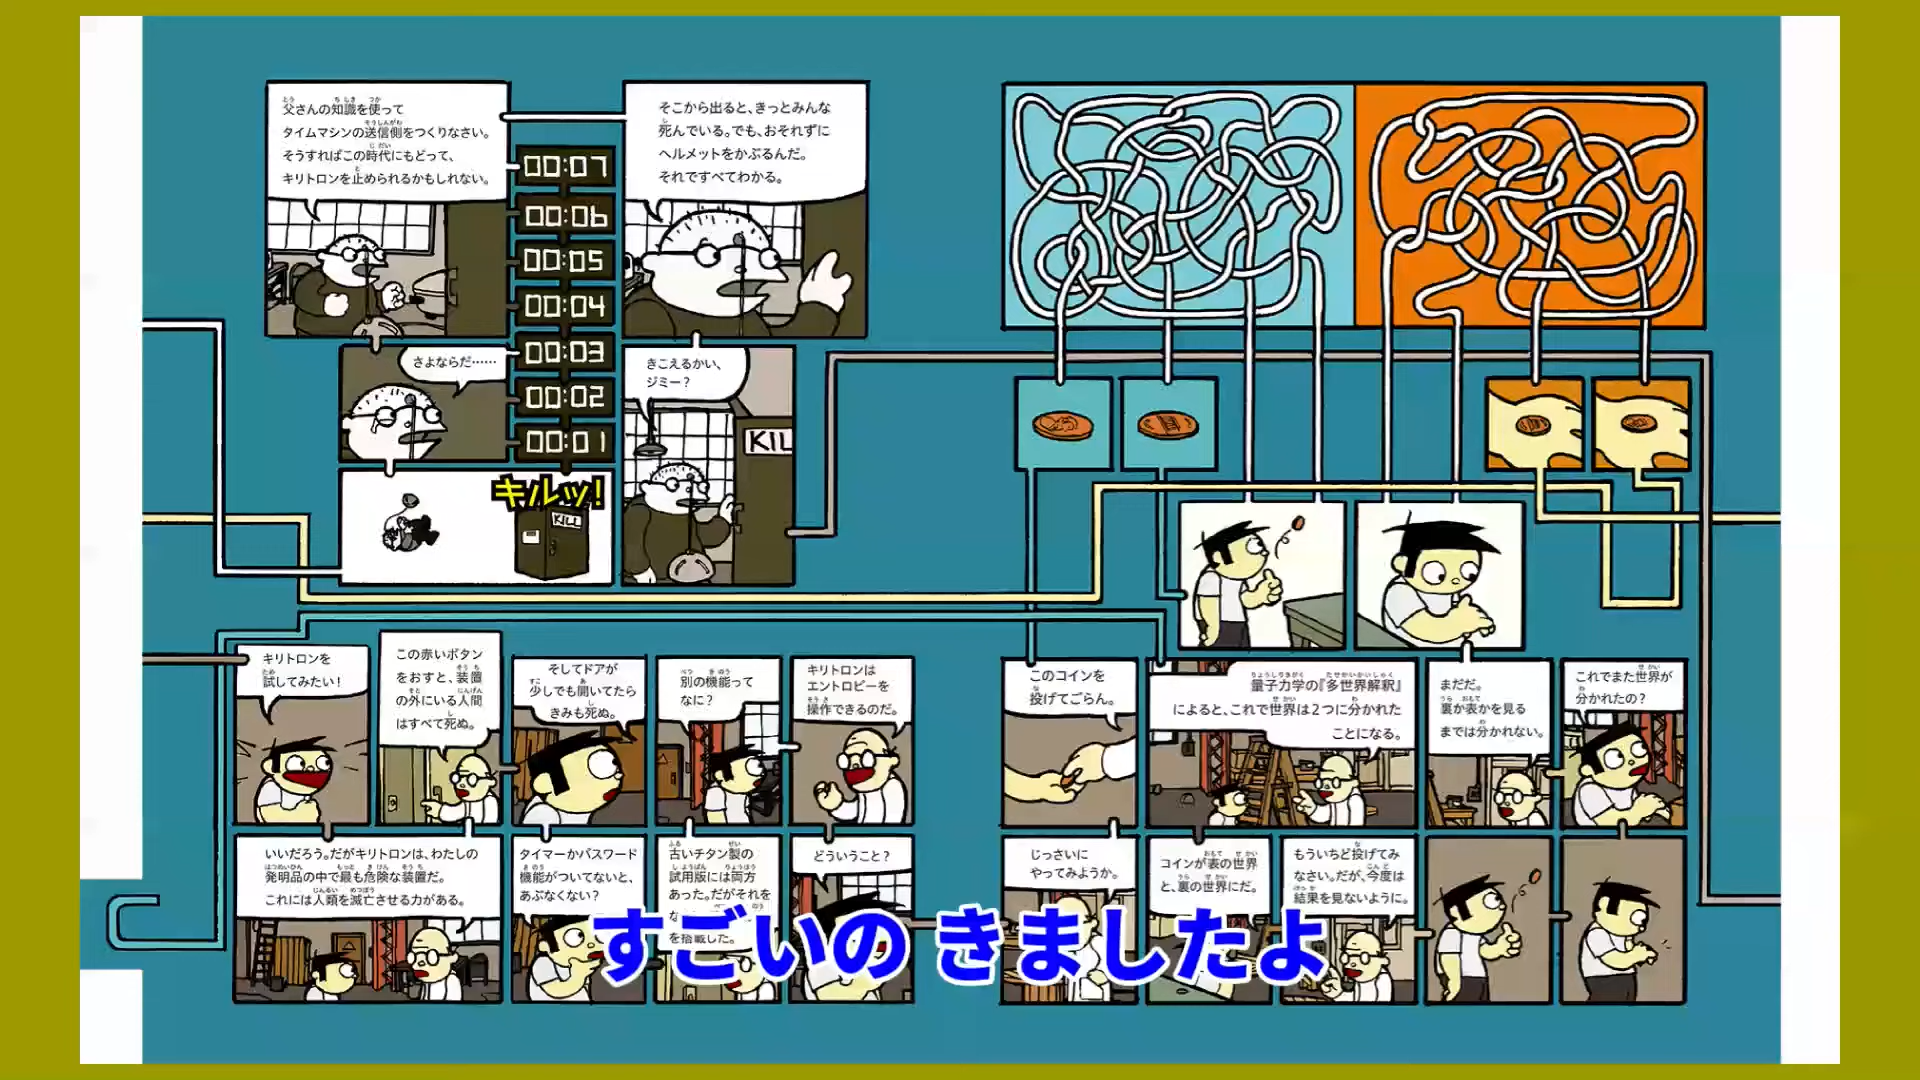 父さんの知識を使って
タイムマシンの送信側をつくりなさい。
そうすればこの時代にもどって、
キリトロンを止められるかもしれない。
そこから出ると、きっとみんな
死んでいる。でも、おそれずに
ヘルメットをかぶるんだ。
それですべてわかる。
00:07
00:06
00:05
00:04
00:03
00:02
00:01
さよならだ……
きこえるかい、
ジミー？
KIL
キルッ！
KILL
キリトロンを
試してみたい！
この赤いボタン
をおすと、装置
の外にいる人間
はすべて死ぬ。
そしてドアが
少しでも開いてたら
きみも死ぬ。
別の機能って
なに？
キリトロンは
エントロピーを
操作できるのだ。
いいだろう。だがキリトロンは、わたしの
発明品の中で最も危険な装置だ。
これには人類を滅亡させる力がある。
タイマーかパスワード
機能がついてないと、
あぶなくない？
古いチタン製の
試用版には両方
あった。だがそれを
な
を搭載した。
どういうこと？
このコインを
投げてごらん。
量子力学の『多世界解釈』
によると、これで世界は2つに分かれた
ことになる。
まだだ。
裏か表かを見る
までは分かれない。
これでまた世界が
分かれたの？
じっさいに
やってみようか。
コインが表の世界
と、裏の世界にだ。
もういちど投げてみ
なさい。だが、今度は
結果を見ないように。
すごいの きましたよ